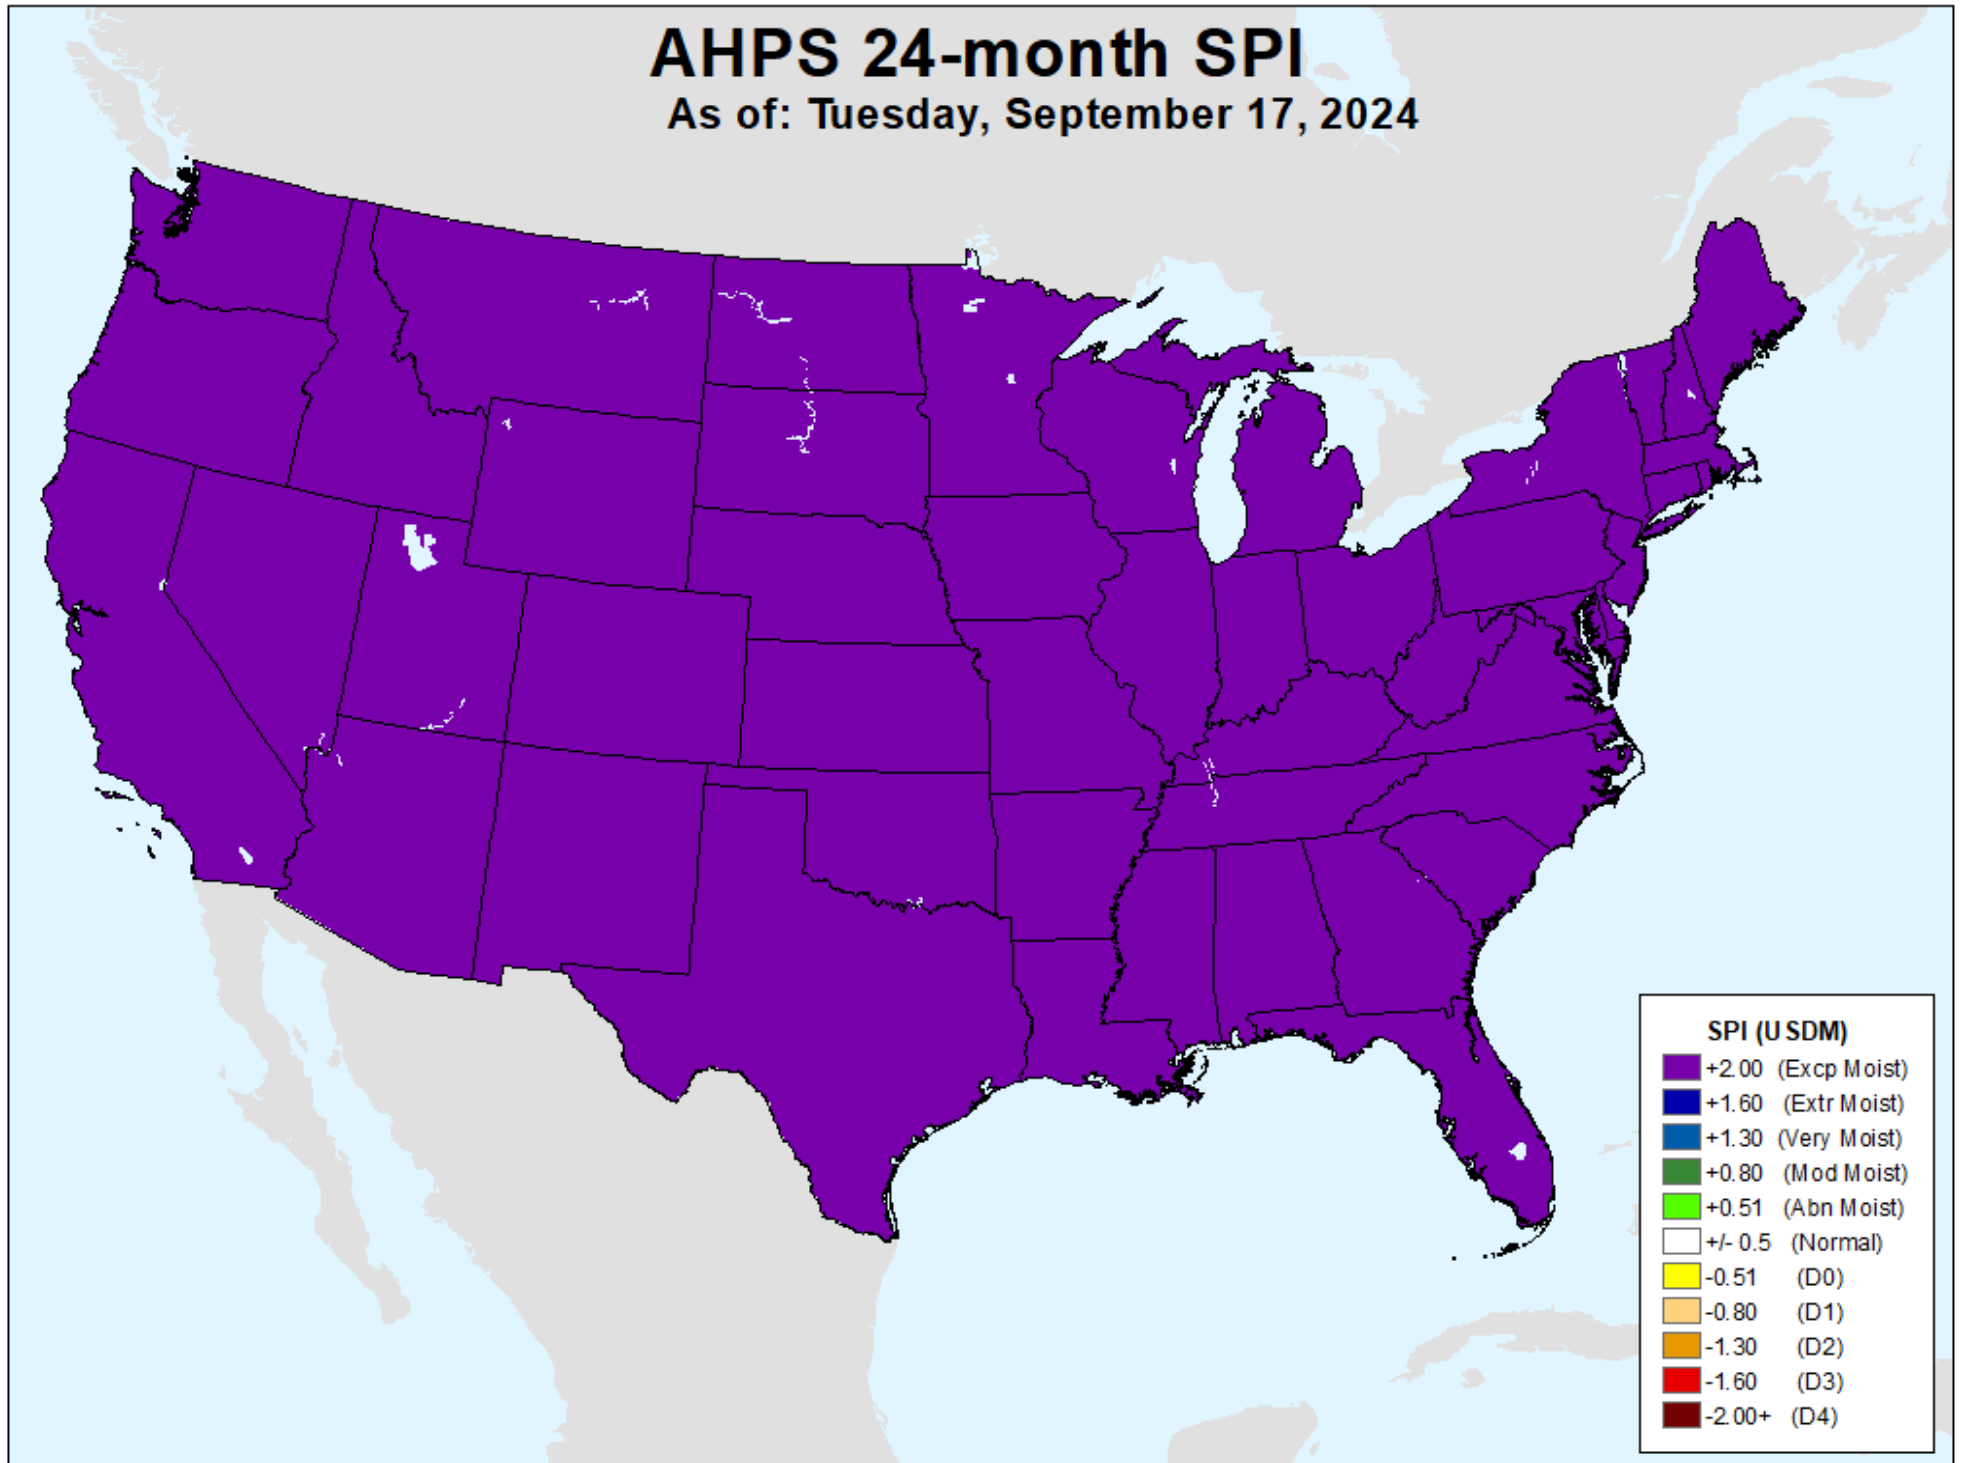 AHPS 24-month SPI
As of: Tuesday, September 17, 2024
SPI (USDM)
+2.00 (Excp Moist)
+1.60 (Extr Moist)
+1.30 (Very Moist)
+0.80 (Mod Moist)
+0.51 (Abn Moist)
+/- 0.5 (Normal)
-0.51 (D0)
-0.80 (D1)
-1.30 (D2)
-1.60 (D3)
-2.00+ (D4)